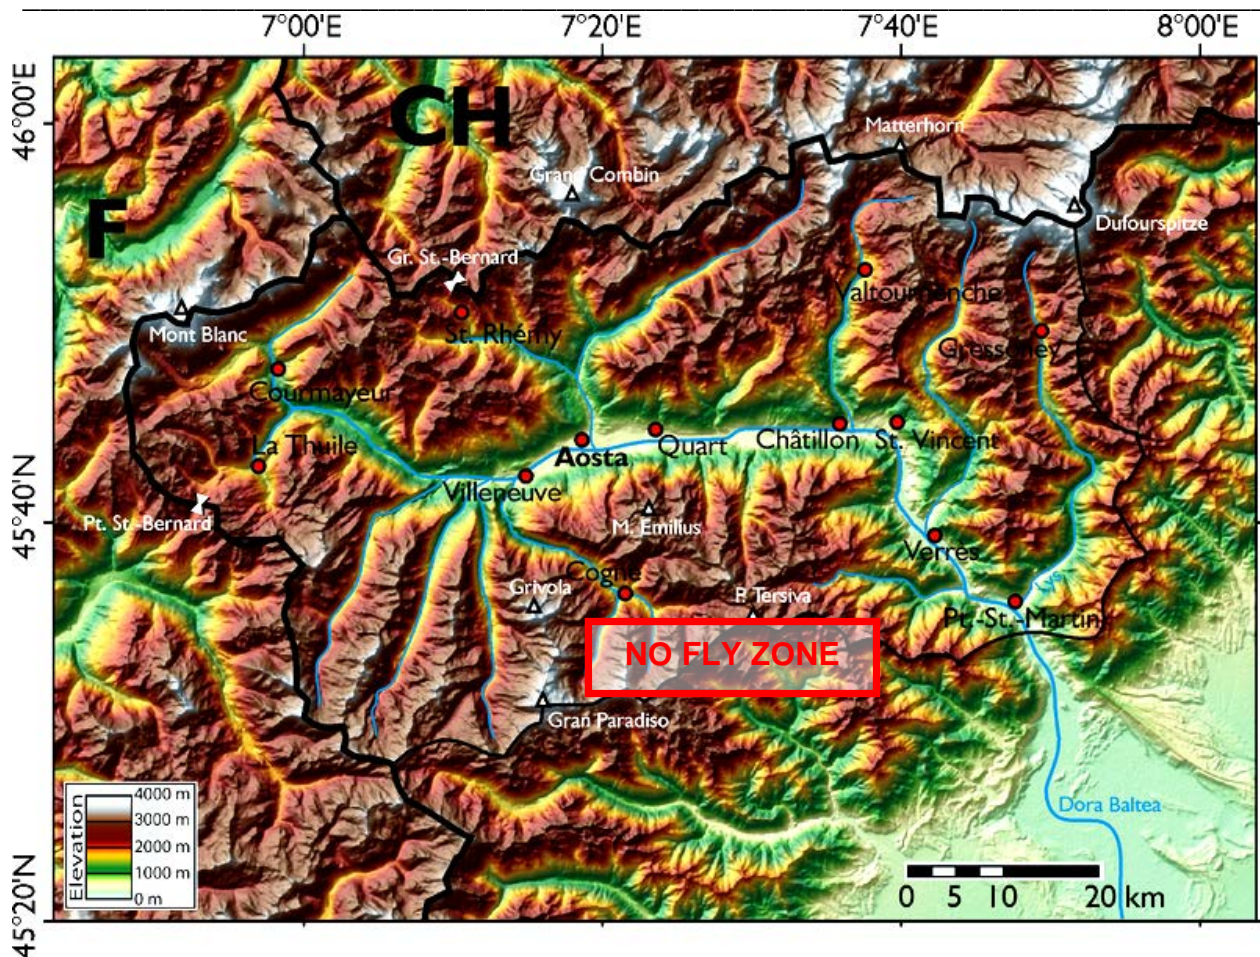 7°00'E 7°20'E 7°40'E 8°00'E
46°00'E
CH
Matterhorn
Grand Combin
F
Dufourspitze
Gr. St.-Bernard
Valtournenche
Mont Blanc
St. Rhémy
Gressoney
Courmayeur
La Thuile
Aosta
Quart
Châtillon
St. Vincent
45°40'N
Villeneuve
Pt. St.-Bernard
M. Emilius
Verrès
Cogne
Grivola
P. Tersiva
Lys
Pt.-St.-Martin
NO FLY ZONE
Gran Paradiso
Elevation
4000 m
3000 m
2000 m
1000 m
0 m
Dora Baltea
0 5 10 20 km
45°20'N